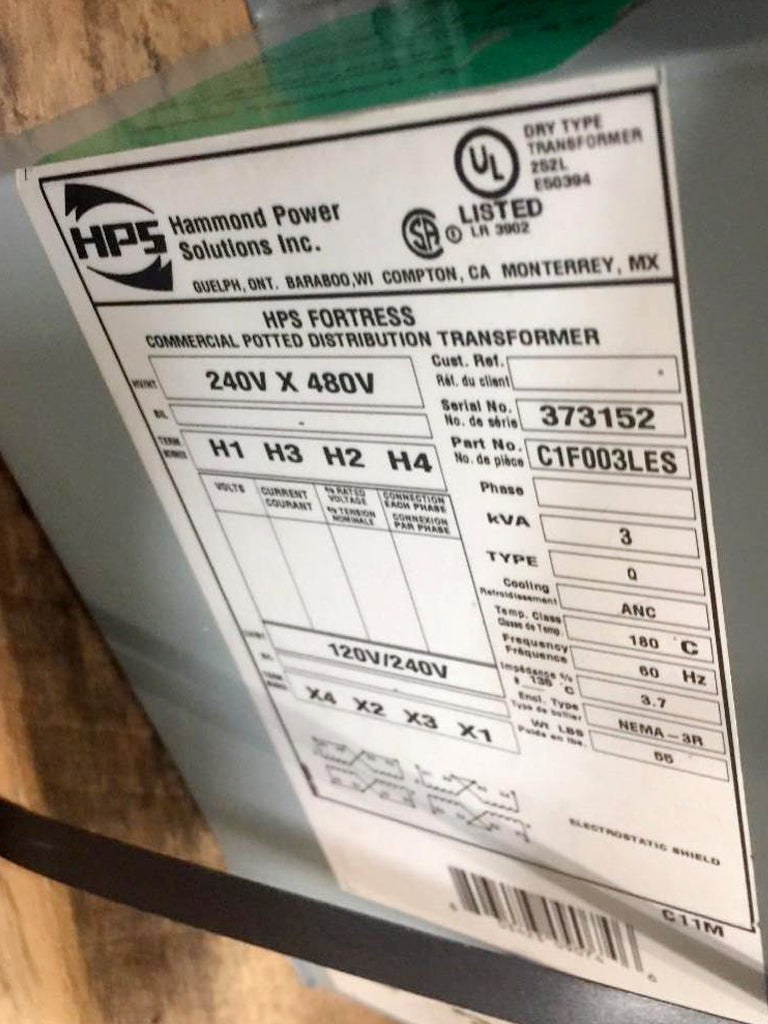 HPS Hammond Power
Solutions Inc.
UL
DRY TYPE
TRANSFORMER
252L
E50394
LISTED
LR 3902
GUELPH, ONT. BARABOO, WI COMPTON, CA MONTERREY, MX
HPS FORTRESS
COMMERCIAL POTTED DISTRIBUTION TRANSFORMER
240V X 480V
Cust. Ref.
Réf. du client
BIL
Serial No.
No. de série
373152
H1 H3 H2 H4
Part No.
No. de pièce
C1F003LES
VOLTS
CURRENT
COURANT
% RATED
VOLTAGE
% TENSION
NOMINALE
CONNECTION
EACH PHASE
CONNEXION
PAR PHASE
Phase
kVA 3
TYPE Q
Cooling
Refroidissement
ANC
Temp. Class
Classe de Temp.
180 °C
Frequency
Fréquence
60 Hz
120V/240V
Impédance %
3.7
X4 X2 X3 X1
Encl. Type
NEMA-3R
Wt. LBS
Poids en lbs.
ELECTROSTATIC SHIELD
C11M